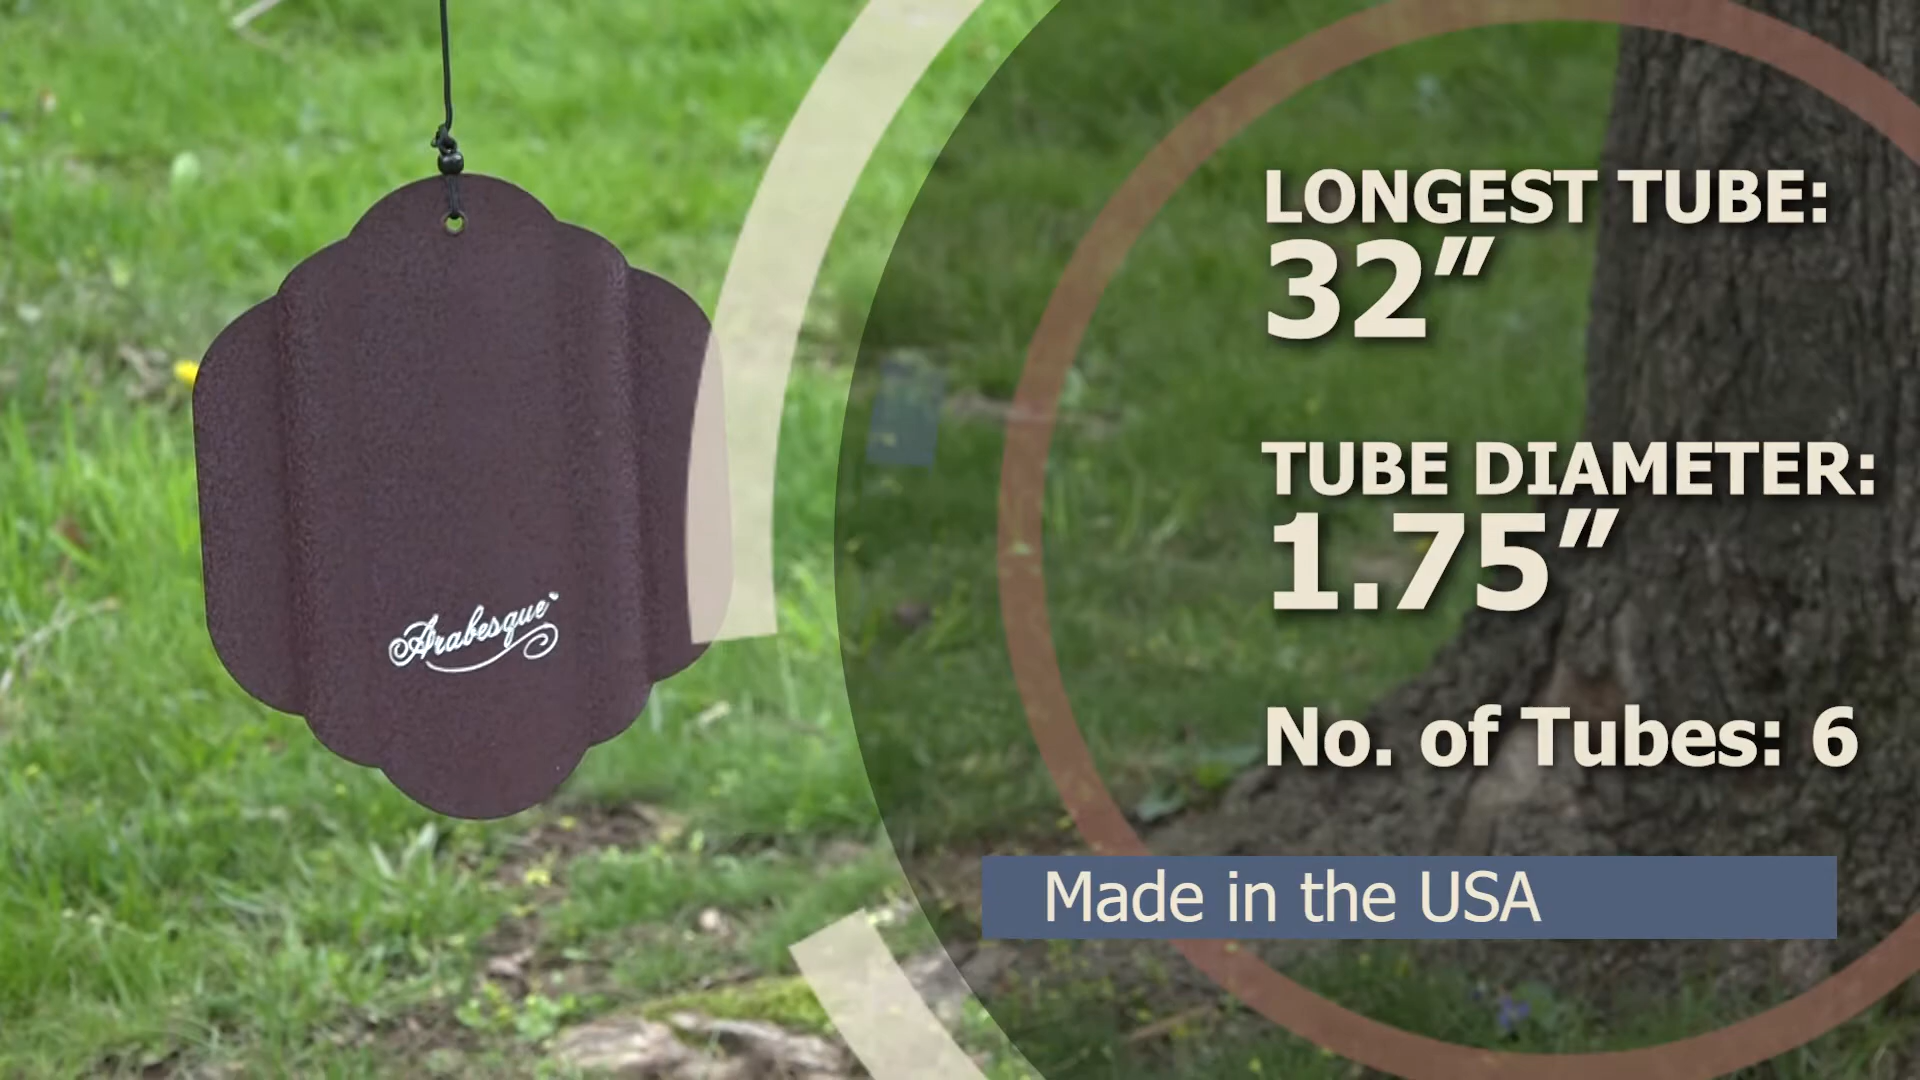 Arabesque
LONGEST TUBE:
32"
TUBE DIAMETER:
1.75"
No. of Tubes: 6
Made in the USA